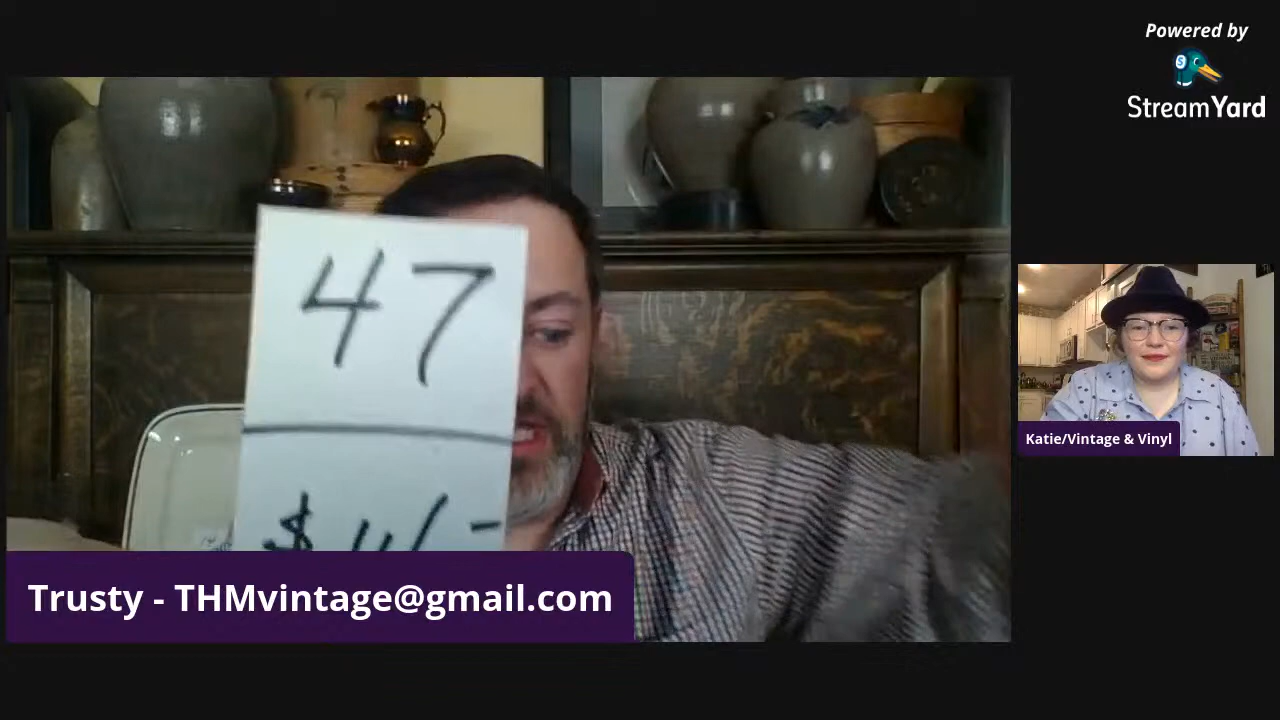 Powered by
StreamYard
47
$
Katie/Vintage & Vinyl
Trusty - THMvintage@gmail.com